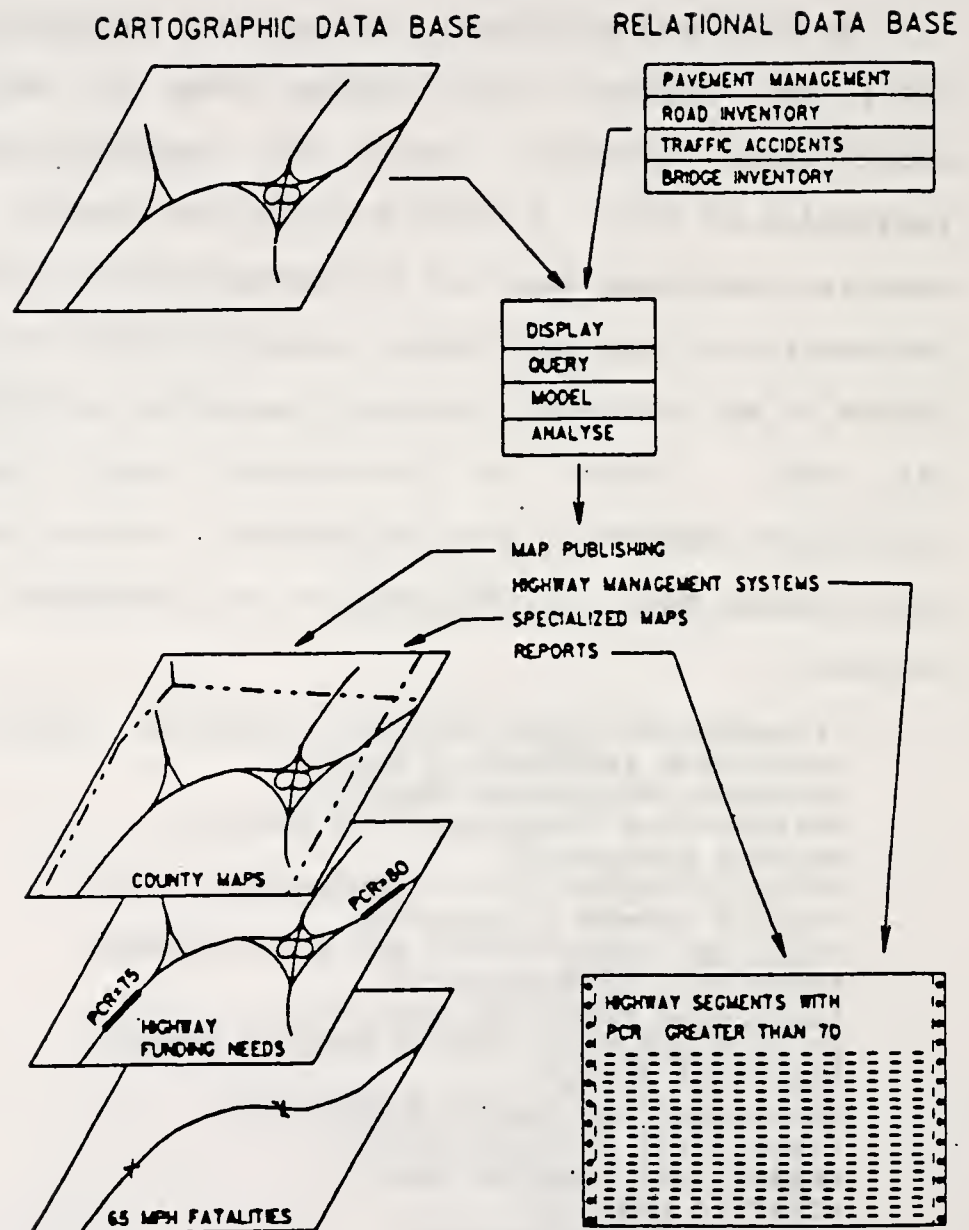 CARTOGRAPHIC DATA BASE
RELATIONAL DATA BASE
PAVEMENT MANAGEMENT
ROAD INVENTORY
TRAFFIC ACCIDENTS
BRIDGE INVENTORY
DISPLAY
QUERY
MODEL
ANALYSE
MAP PUBLISHING
HIGHWAY MANAGEMENT SYSTEMS
SPECIALIZED MAPS
REPORTS
COUNTY MAPS
PCR=80
PCR=75
HIGHWAY
FUNDING NEEDS
65 MPH FATALITIES
HIGHWAY SEGMENTS WITH
PCR GREATER THAN 70